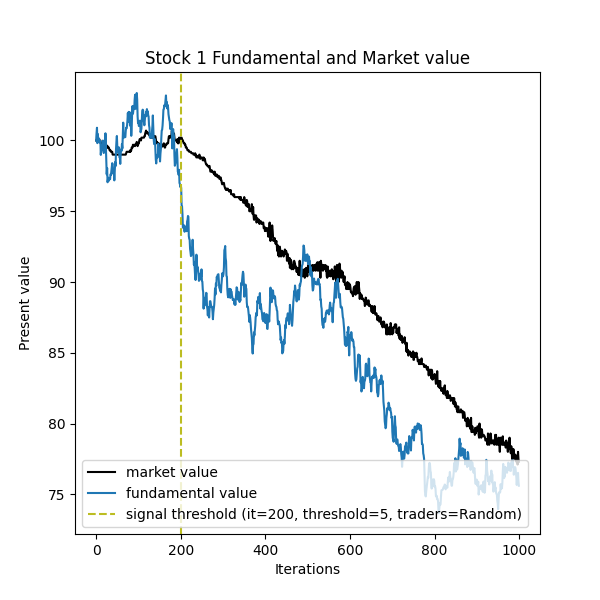 Stock 1 Fundamental and Market value
Present value
100
95
90
85
80
75
market value
fundamental value
signal threshold (it=200, threshold=5, traders=Random)
0 200 400 600 800 1000
Iterations